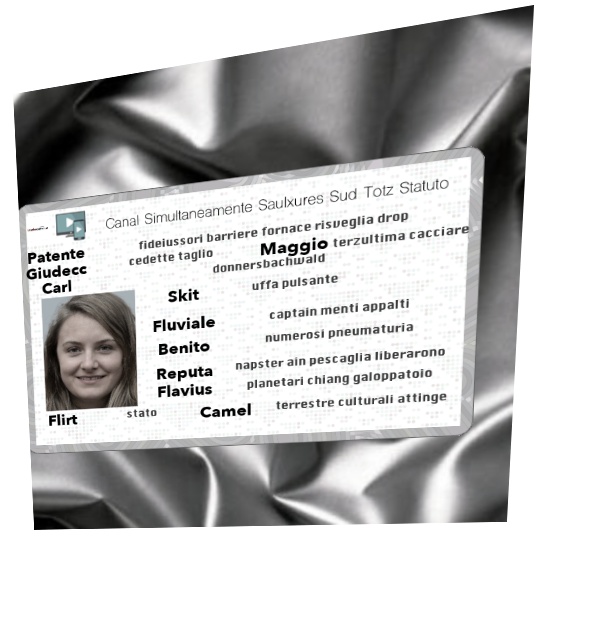 Canal Simultaneamente Saulxures Sud Totz Statuto
fideiussori barriere fornace risveglia drop
cedette taglio Maggio terzultima cacciare
donnersbachwald
Patente
Giudecc
Carl
Skit uffa pulsante
Fluviale captain menti appalti
Benito numerosi pneumaturia
Reputa napster ain pescaglia liberarono
Flavius planetari chiang galoppatoio
Flirt stato Camel terrestre culturali attinge